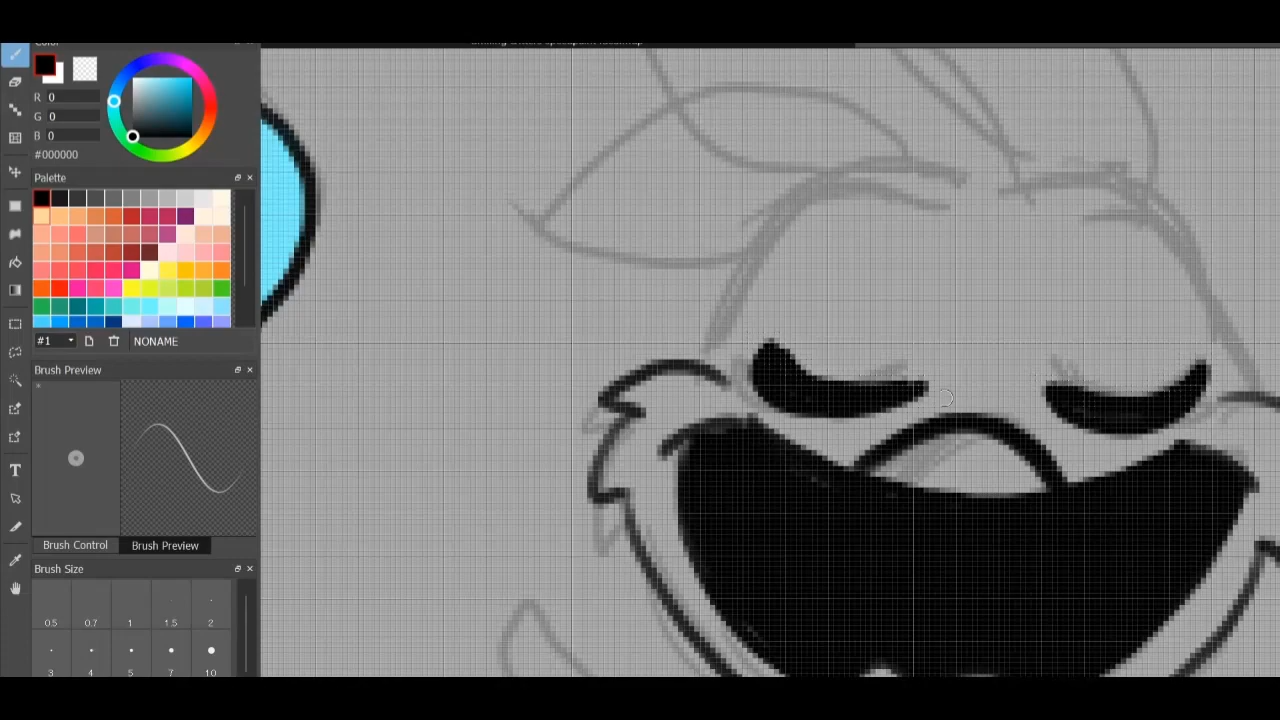 Color
R 0
G 0
B 0
#000000
Palette
#1 NONAME
Brush Preview
Brush Control Brush Preview
Brush Size
0.5 0.7 1 1.5 2
3 4 5 7 10
T